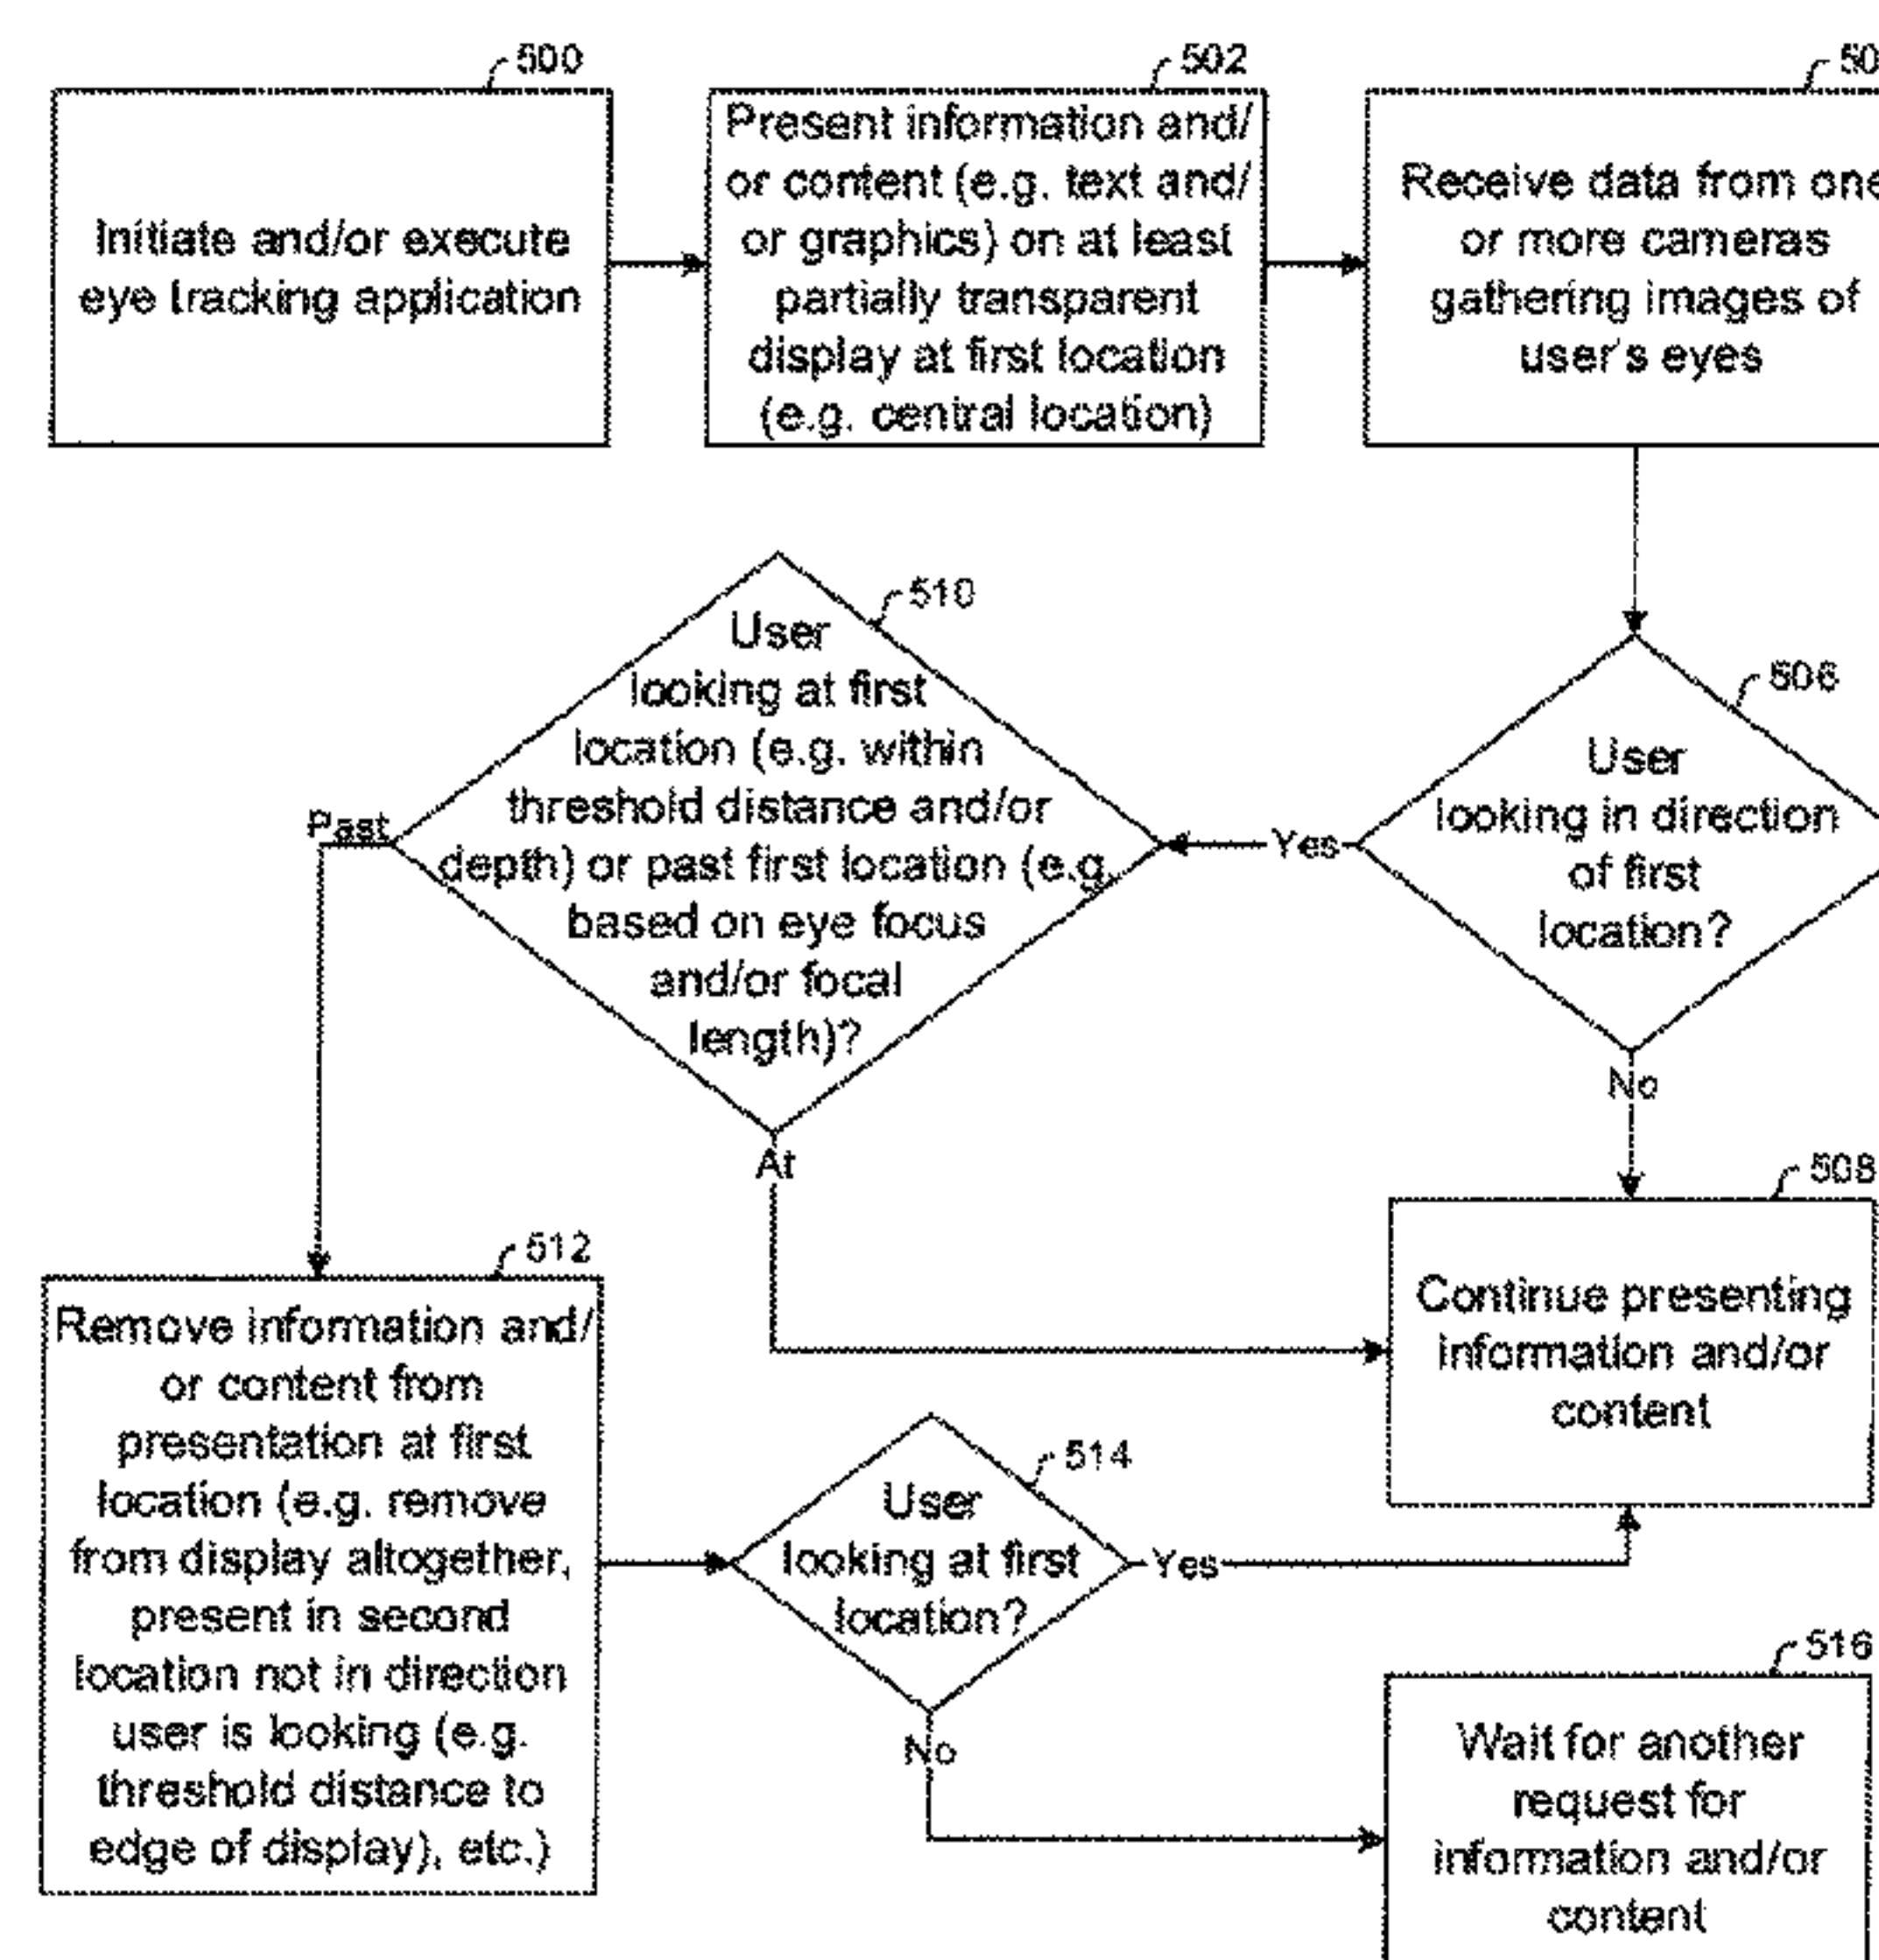 500
Initiate and/or execute
eye tracking application
502
Present information and/
or content (e.g. text and/
or graphics) on at least
partially transparent
display at first location
(e.g. central location)
50
Receive data from one
or more cameras
gathering images of
user's eyes
506
User
looking in direction
of first
location?
Yes
No
510
User
looking at first
location (e.g. within
threshold distance and/or
depth) or past first location (e.g.
based on eye focus
and/or focal
length)?
Past
At
508
Continue presenting
information and/or
content
512
Remove information and/
or content from
presentation at first
location (e.g. remove
from display altogether,
present in second
location not in direction
user is looking (e.g.
threshold distance to
edge of display), etc.)
514
User
looking at first
location?
Yes
No
516
Wait for another
request for
information and/or
content